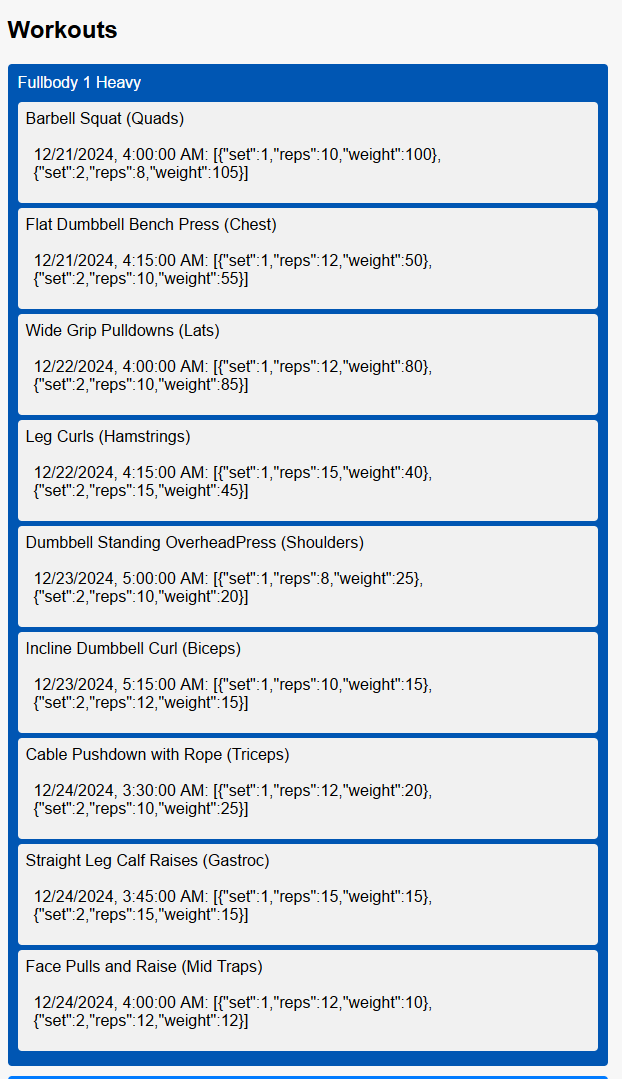 Workouts
Fullbody 1 Heavy
Barbell Squat (Quads)
12/21/2024, 4:00:00 AM: [{"set":1,"reps":10,"weight":100},
{"set":2,"reps":8,"weight":105}]
Flat Dumbbell Bench Press (Chest)
12/21/2024, 4:15:00 AM: [{"set":1,"reps":12,"weight":50},
{"set":2,"reps":10,"weight":55}]
Wide Grip Pulldowns (Lats)
12/22/2024, 4:00:00 AM: [{"set":1,"reps":12,"weight":80},
{"set":2,"reps":10,"weight":85}]
Leg Curls (Hamstrings)
12/22/2024, 4:15:00 AM: [{"set":1,"reps":15,"weight":40},
{"set":2,"reps":15,"weight":45}]
Dumbbell Standing OverheadPress (Shoulders)
12/23/2024, 5:00:00 AM: [{"set":1,"reps":8,"weight":25},
{"set":2,"reps":10,"weight":20}]
Incline Dumbbell Curl (Biceps)
12/23/2024, 5:15:00 AM: [{"set":1,"reps":10,"weight":15},
{"set":2,"reps":12,"weight":15}]
Cable Pushdown with Rope (Triceps)
12/24/2024, 3:30:00 AM: [{"set":1,"reps":12,"weight":20},
{"set":2,"reps":10,"weight":25}]
Straight Leg Calf Raises (Gastroc)
12/24/2024, 3:45:00 AM: [{"set":1,"reps":15,"weight":15},
{"set":2,"reps":15,"weight":15}]
Face Pulls and Raise (Mid Traps)
12/24/2024, 4:00:00 AM: [{"set":1,"reps":12,"weight":10},
{"set":2,"reps":12,"weight":12}]